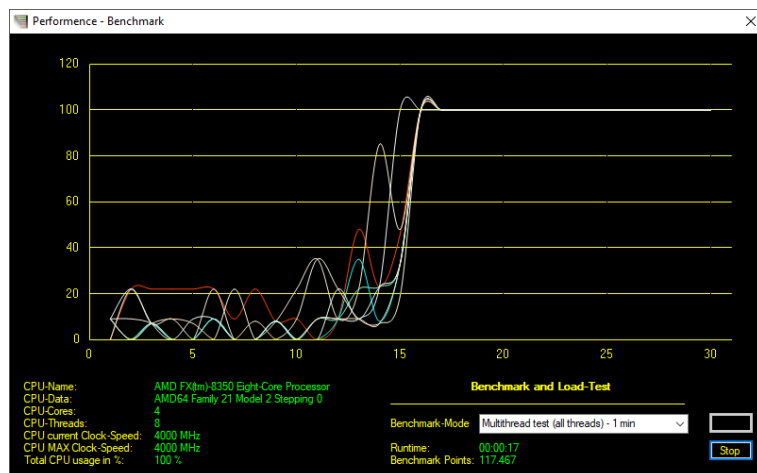 Performence - Benchmark
120
100
80
60
40
20
0
0 5 10 15 20 25 30
CPU-Name: AMD FX(tm)-8350 Eight-Core Processor
CPU-Data: AMD64 Family 21 Model 2 Stepping 0
CPU-Cores: 4
CPU-Threads: 8
CPU current Clock-Speed: 4000 MHz
CPU MAX Clock-Speed: 4000 MHz
Total CPU usage in %: 100 %
Benchmark and Load-Test
Benchmark-Mode Multithread test (all threads) - 1 min
Runtime: 00:00:17
Benchmark Points: 117.467
Stop